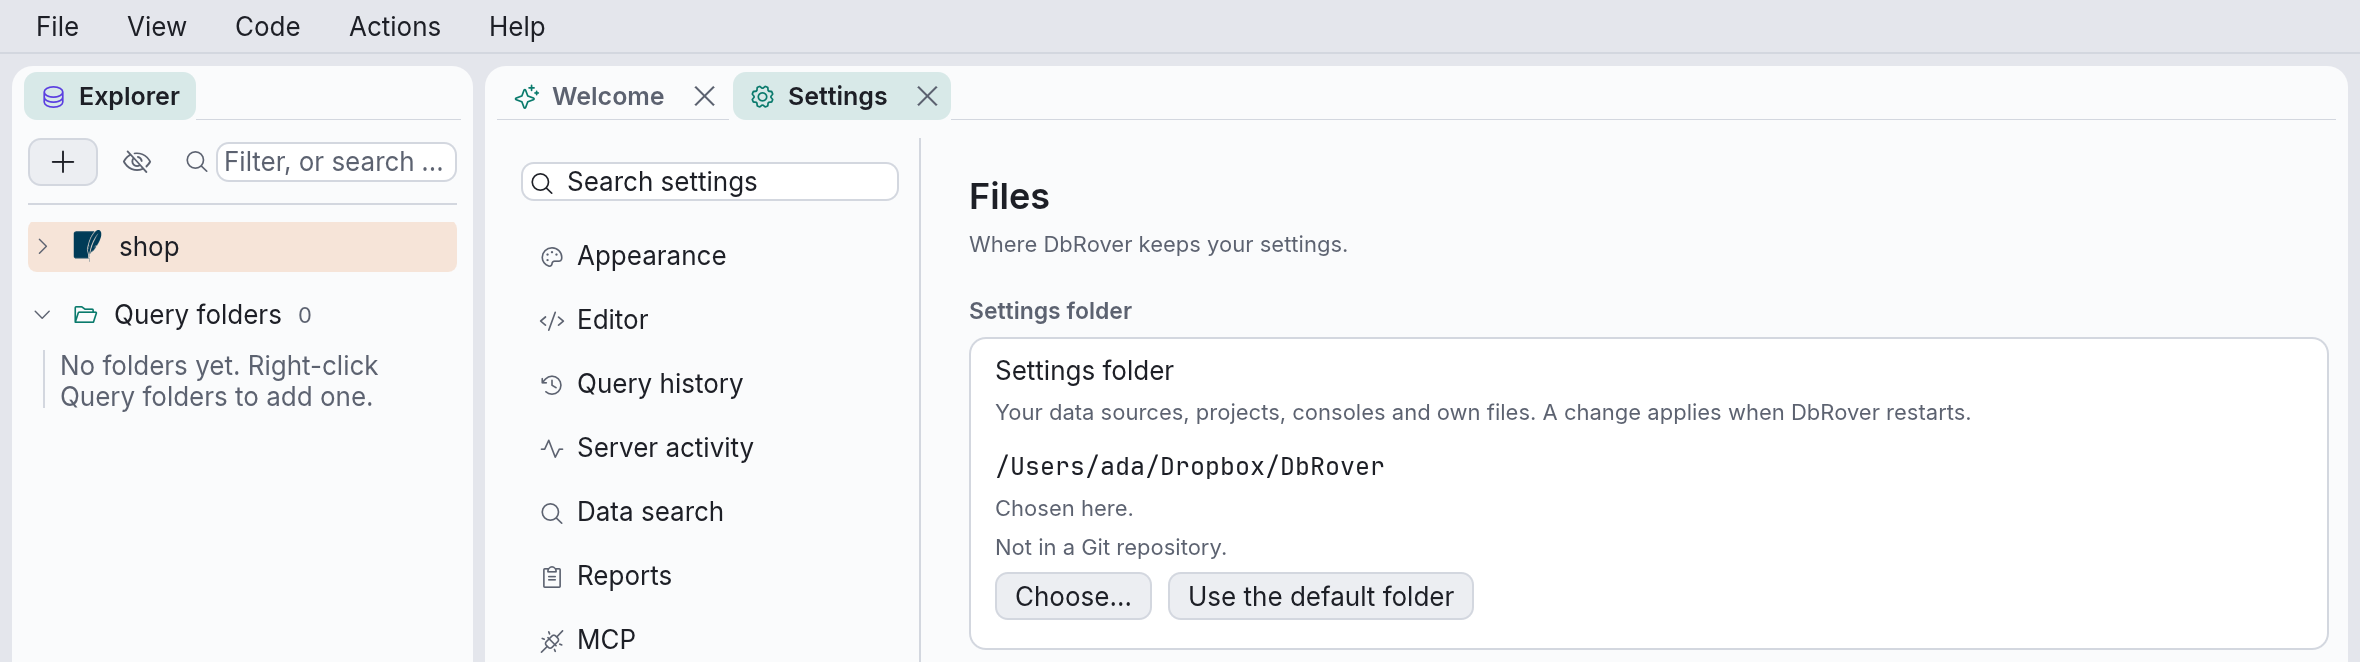 File View Code Actions Help
Explorer
Filter, or search ...
shop
Query folders 0
No folders yet. Right-click
Query folders to add one.
Welcome Settings
Search settings
Appearance
Editor
Query history
Server activity
Data search
Reports
MCP
Files
Where DbRover keeps your settings.
Settings folder
Settings folder
Your data sources, projects, consoles and own files. A change applies when DbRover restarts.
/Users/ada/Dropbox/DbRover
Chosen here.
Not in a Git repository.
Choose... Use the default folder